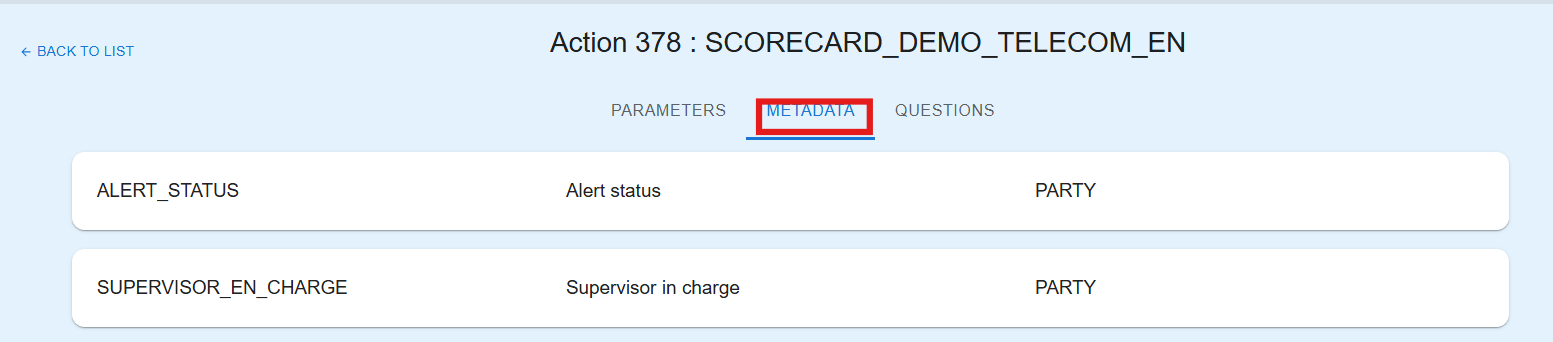 ← BACK TO LIST
Action 378 : SCORECARD_DEMO_TELECOM_EN
PARAMETERS METADATA QUESTIONS
ALERT_STATUS Alert status PARTY
SUPERVISOR_EN_CHARGE Supervisor in charge PARTY